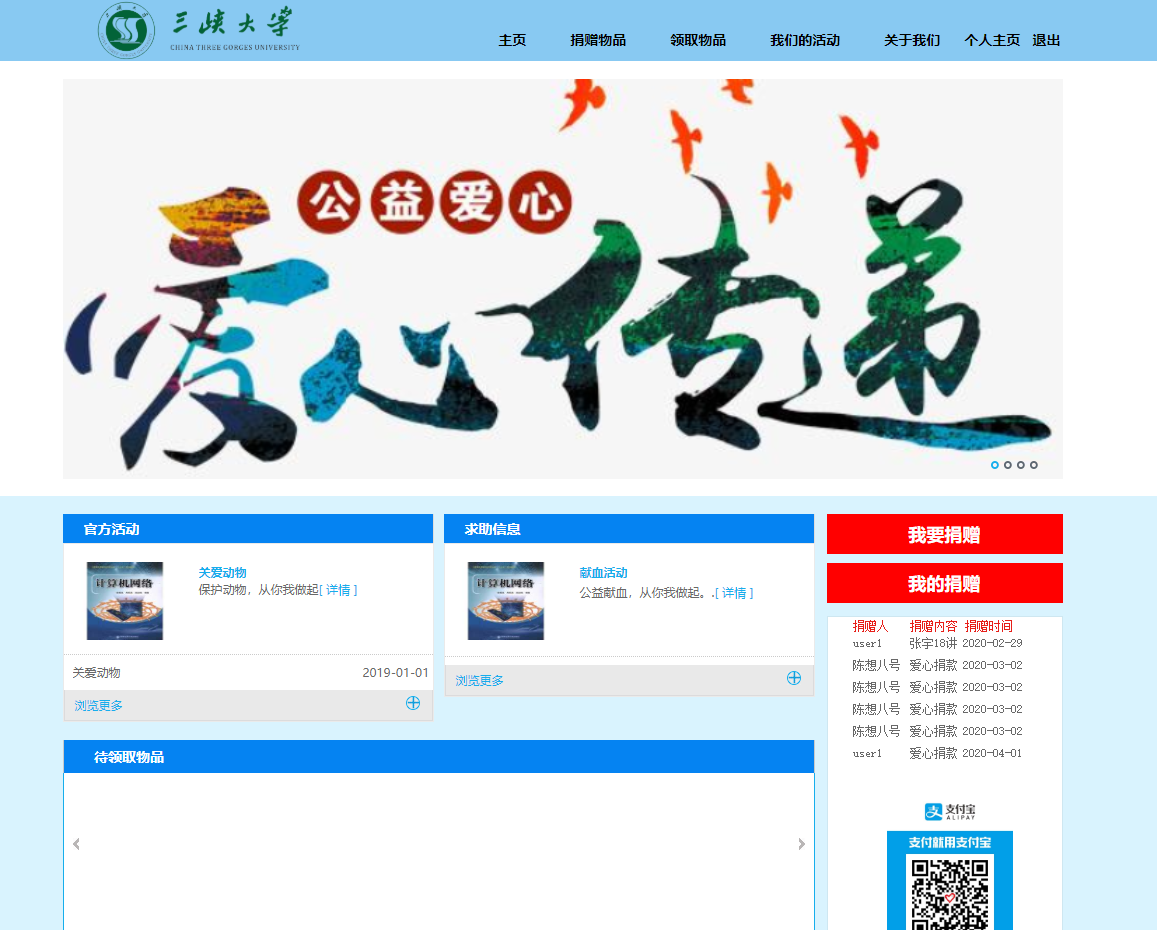 三峡大学
CHINA THREE GORGES UNIVERSITY
主页 捐赠物品 领取物品 我们的活动 关于我们 个人主页 退出
公益爱心
爱心传递
官方活动
计算机网络
关爱动物
保护动物，从你我做起[ 详情 ]
关爱动物 2019-01-01
浏览更多
求助信息
计算机网络
献血活动
公益献血，从你我做起。.[ 详情 ]
浏览更多
我要捐赠
我的捐赠
捐赠人 捐赠内容 捐赠时间
user1 张宇18讲 2020-02-29
陈想八号 爱心捐款 2020-03-02
陈想八号 爱心捐款 2020-03-02
陈想八号 爱心捐款 2020-03-02
陈想八号 爱心捐款 2020-03-02
user1 爱心捐款 2020-04-01
待领取物品
支付宝
ALIPAY
支付就用支付宝